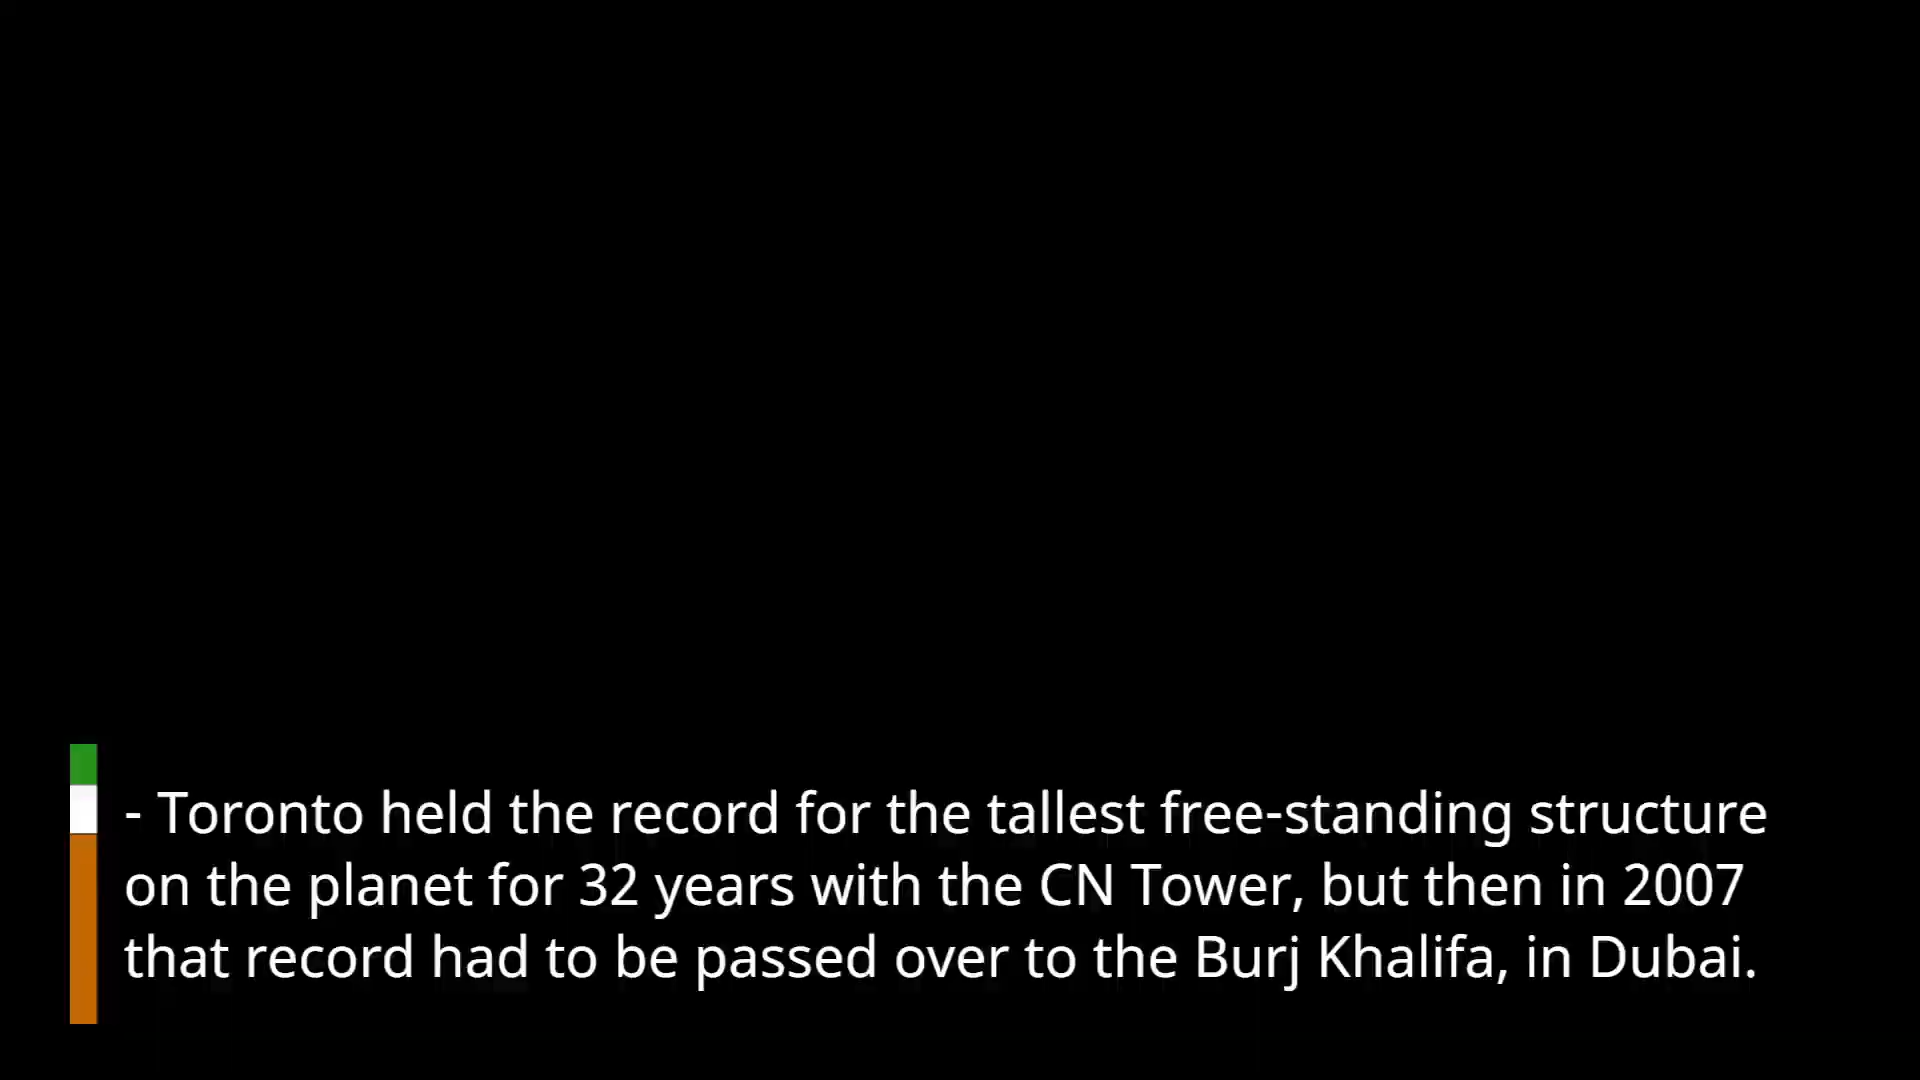 - Toronto held the record for the tallest free-standing structure
on the planet for 32 years with the CN Tower, but then in 2007
that record had to be passed over to the Burj Khalifa, in Dubai.